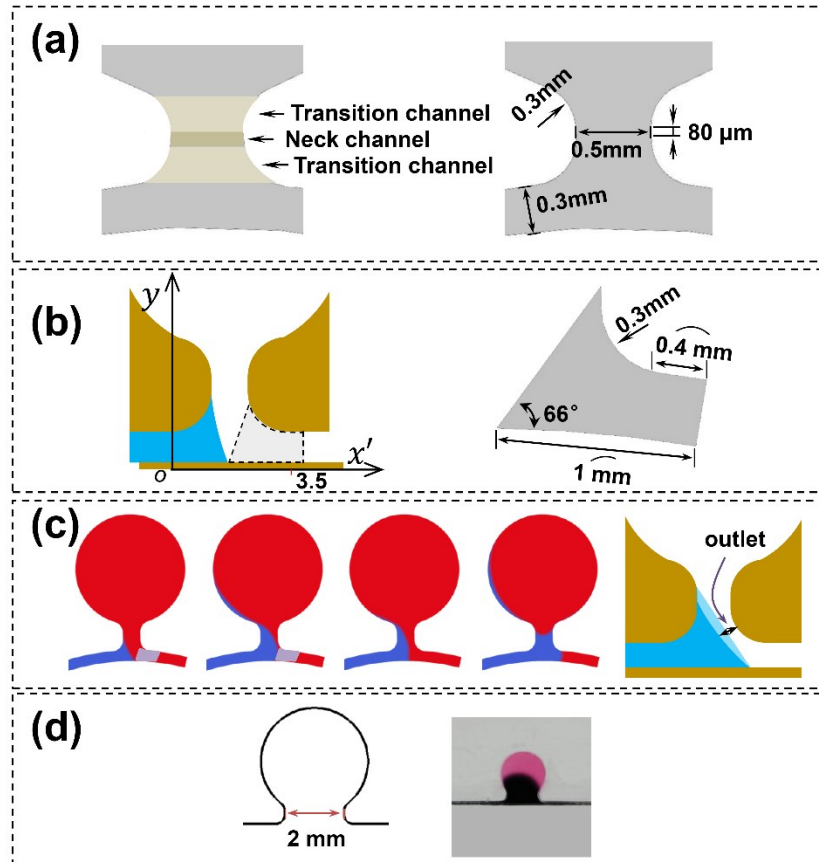 (a)
Transition channel
Neck channel
Transition channel
0.3mm
0.5mm
80 μm
0.3mm
(b)
y
x′
o
3.5
0.3mm
0.4 mm
66°
1 mm
(c)
outlet
(d)
2 mm